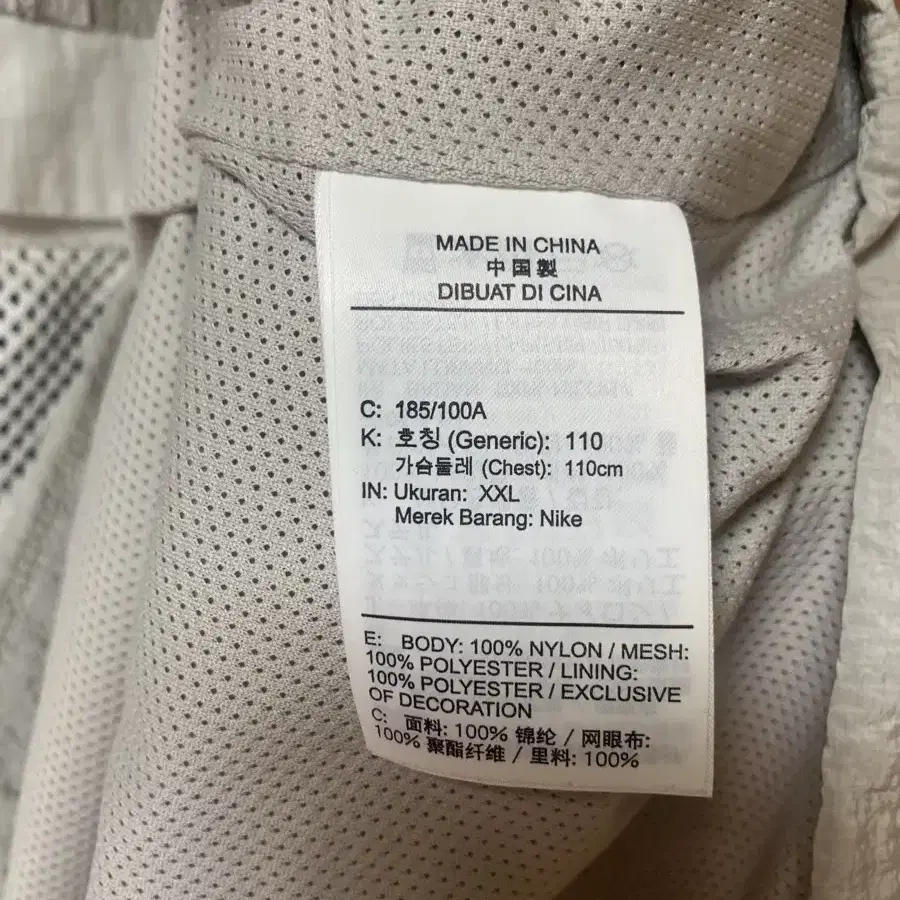 MADE IN CHINA
中国製
DIBUAT DI CINA
C: 185/100A
K: 호칭 (Generic): 110
가슴둘레 (Chest): 110cm
IN: Ukuran: XXL
Merek Barang: Nike
E: BODY: 100% NYLON / MESH:
100% POLYESTER / LINING:
100% POLYESTER / EXCLUSIVE
OF DECORATION
C: 面料: 100% 锦纶 / 网眼布:
100% 聚酯纤维 / 里料: 100%